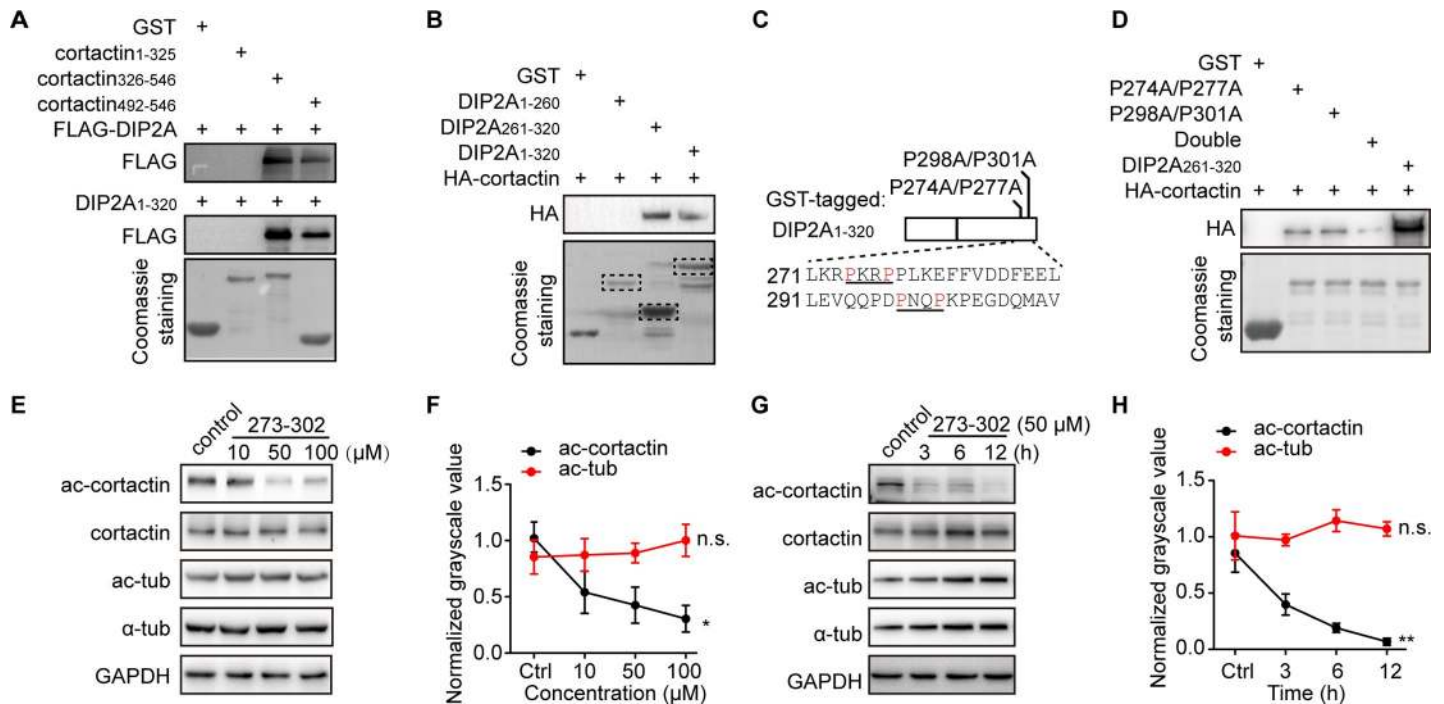 A
GST +
cortactin1-325 +
cortactin326-546 +
cortactin492-546 +
FLAG-DIP2A + + + +
FLAG
DIP2A1-320 + + + +
FLAG
Coomassie
staining
B
GST +
DIP2A1-260 +
DIP2A261-320 +
DIP2A1-320 +
HA-cortactin + + + +
HA
Coomassie
staining
C
P298A/P301A
P274A/P277A
GST-tagged:
DIP2A1-320
271 LKRPKRPPLKEFFVDDFEEL
291 LEVQQPDPNQPKPEGDQMAV
D
GST +
P274A/P277A +
P298A/P301A +
Double +
DIP2A261-320 +
HA-cortactin + + + + +
HA
Coomassie
staining
E
control 273-302
10 50 100 (μM)
ac-cortactin
cortactin
ac-tub
α-tub
GAPDH
F
ac-cortactin
ac-tub
Normalized grayscale value
1.5
1.0
0.5
0.0
n.s.
*
Ctrl 10 50 100
Concentration (μM)
G
control 273-302 (50 μM)
3 6 12 (h)
ac-cortactin
cortactin
ac-tub
α-tub
GAPDH
H
ac-cortactin
ac-tub
Normalized grayscale value
1.5
1.0
0.5
0.0
n.s.
**
Ctrl 3 6 12
Time (h)